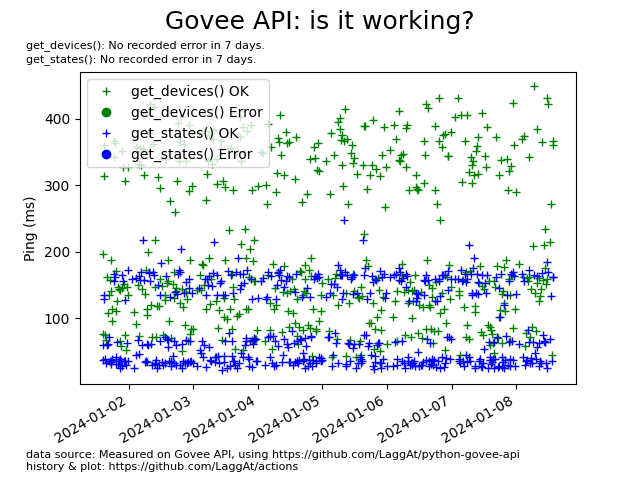 Govee API: is it working?
get_devices(): No recorded error in 7 days.
get_states(): No recorded error in 7 days.
get_devices() OK
get_devices() Error
get_states() OK
get_states() Error
Ping (ms)
400
300
200
100
2024-01-02
2024-01-03
2024-01-04
2024-01-05
2024-01-06
2024-01-07
2024-01-08
data source: Measured on Govee API, using https://github.com/LaggAt/python-govee-api
history & plot: https://github.com/LaggAt/actions